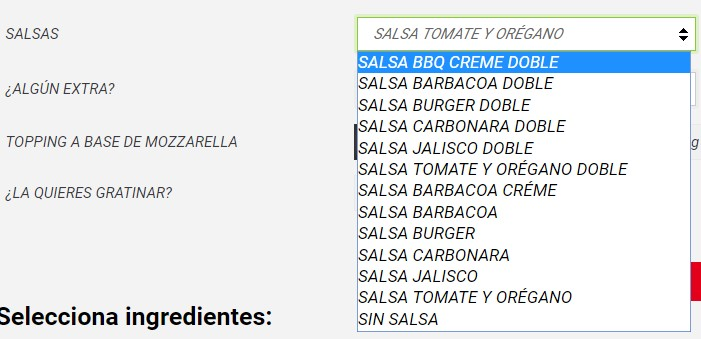 SALSAS
SALSA TOMATE Y ORÉGANO
SALSA BBQ CREME DOBLE
SALSA BARBACOA DOBLE
¿ALGÚN EXTRA?
SALSA BURGER DOBLE
SALSA CARBONARA DOBLE
TOPPING A BASE DE MOZZARELLA
SALSA JALISCO DOBLE
SALSA TOMATE Y ORÉGANO DOBLE
¿LA QUIERES GRATINAR?
SALSA BARBACOA CRÉME
SALSA BARBACOA
SALSA BURGER
SALSA CARBONARA
SALSA JALISCO
SALSA TOMATE Y ORÉGANO
Selecciona ingredientes:
SIN SALSA